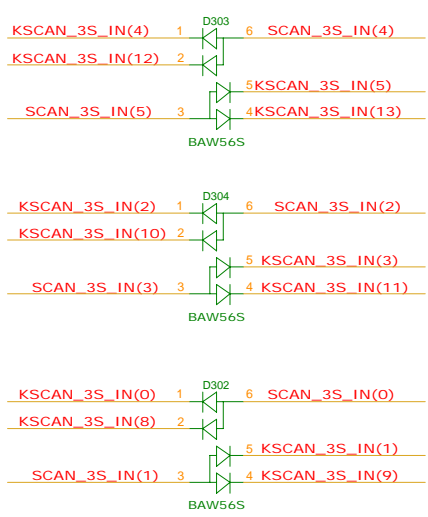 D303
KSCAN_3S_IN(4) 1 6 SCAN_3S_IN(4)
KSCAN_3S_IN(12) 2
5 KSCAN_3S_IN(5)
SCAN_3S_IN(5) 3 4 KSCAN_3S_IN(13)
BAW56S
D304
KSCAN_3S_IN(2) 1 6 SCAN_3S_IN(2)
KSCAN_3S_IN(10) 2
5 KSCAN_3S_IN(3)
SCAN_3S_IN(3) 3 4 KSCAN_3S_IN(11)
BAW56S
D302
KSCAN_3S_IN(0) 1 6 SCAN_3S_IN(0)
KSCAN_3S_IN(8) 2
5 KSCAN_3S_IN(1)
SCAN_3S_IN(1) 3 4 KSCAN_3S_IN(9)
BAW56S